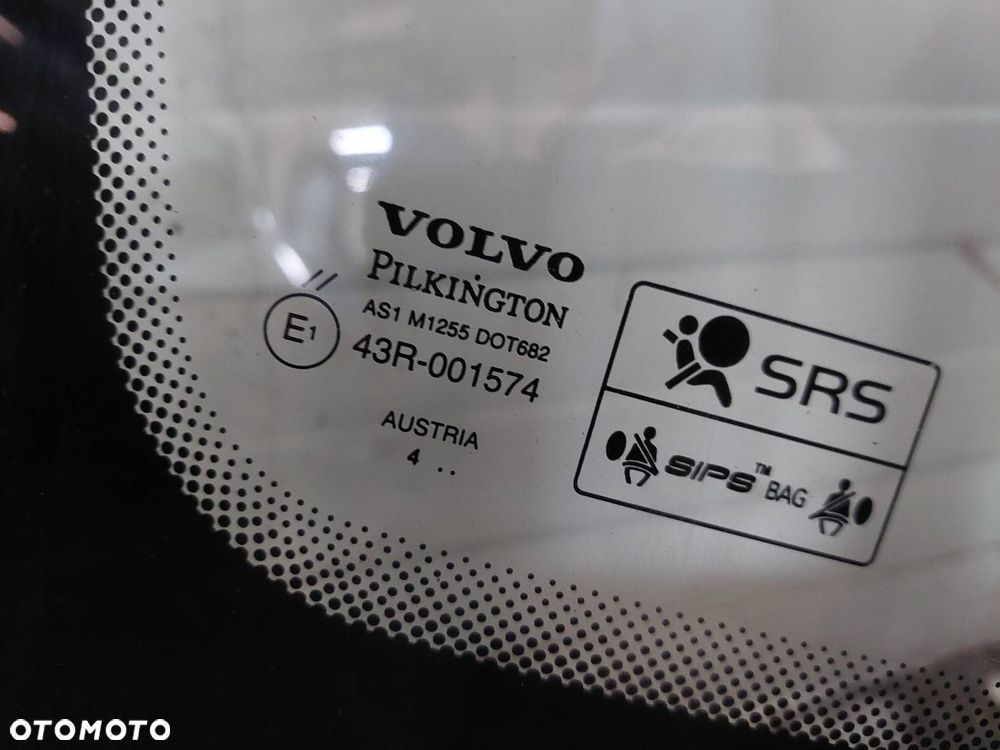 VOLVO
PILKINGTON
//
AS1 M1255 DOT682
E1
43R-001574
AUSTRIA
4 ..
SRS
SIPS™ BAG
OTOMOTO